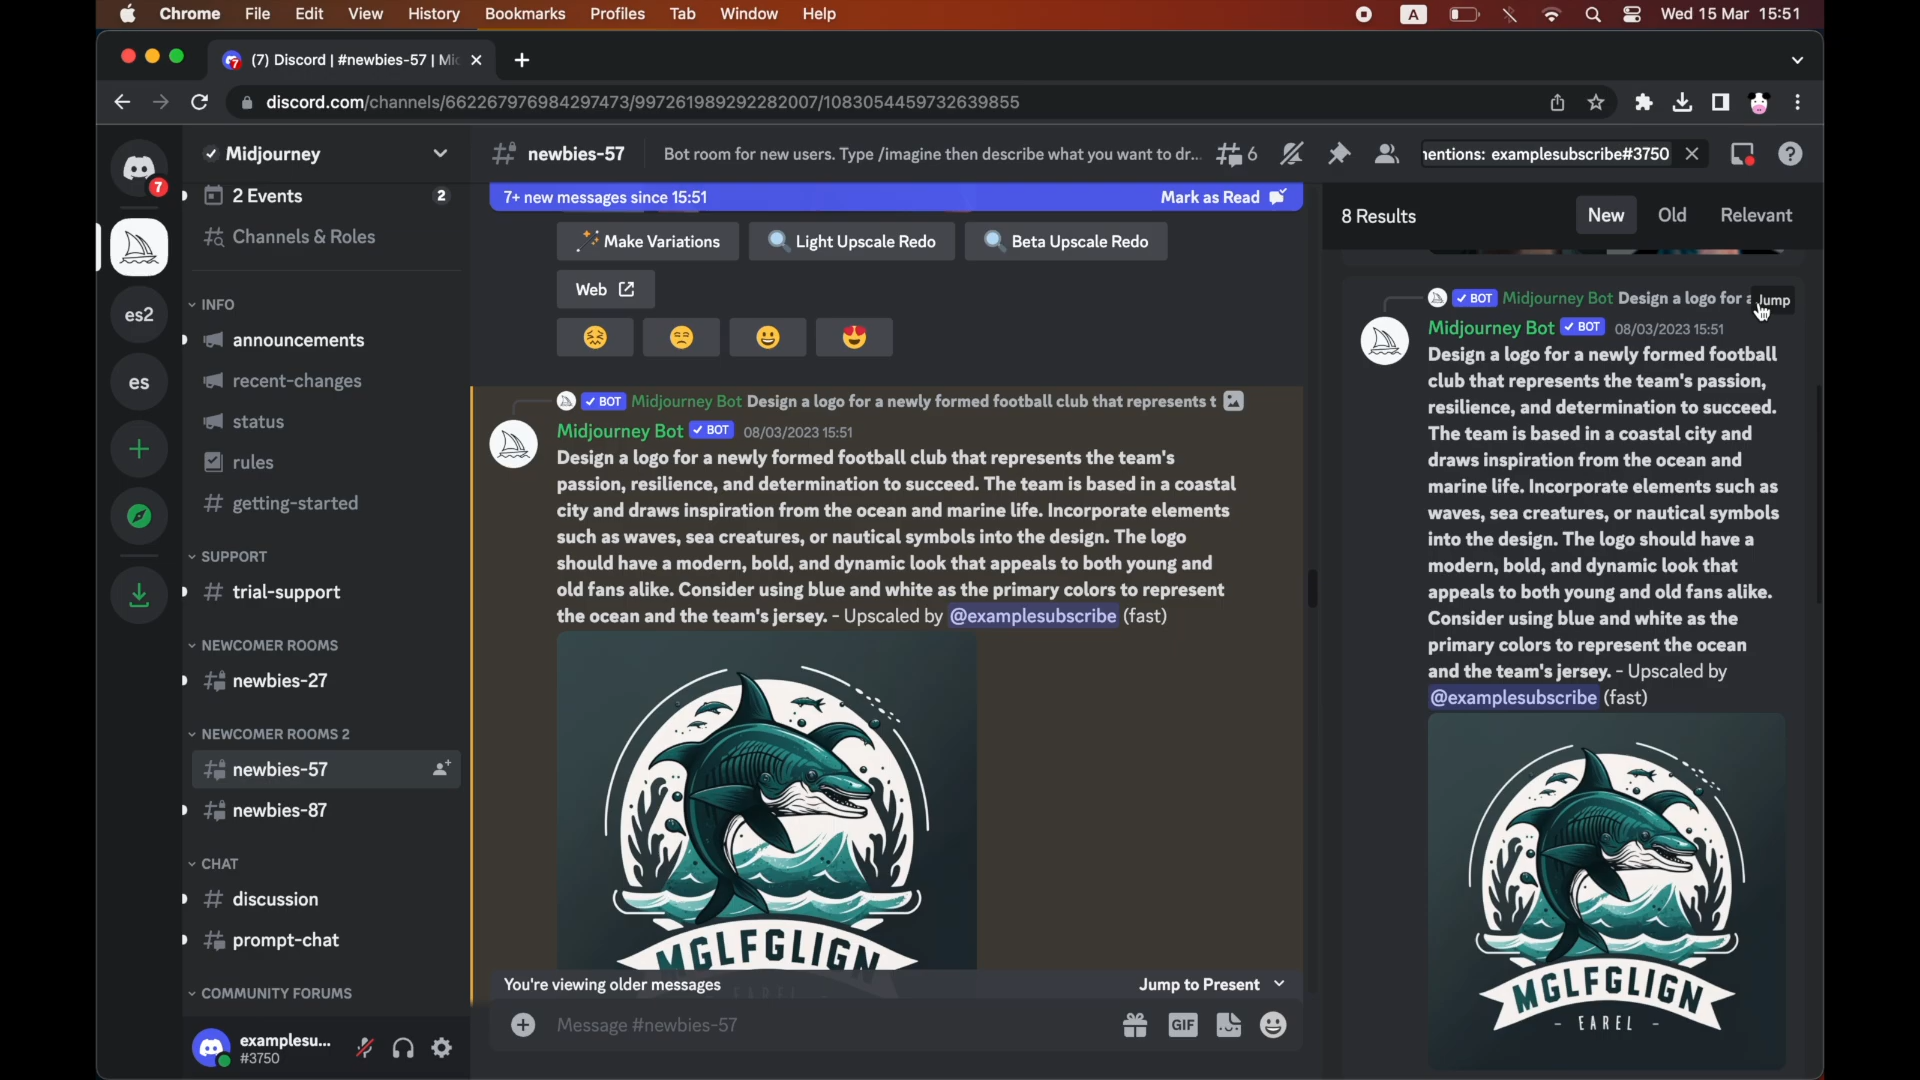 Chrome File Edit View History Bookmarks Profiles Tab Window Help
A
Wed 15 Mar 15:51
(7) Discord | #newbies-57 | Mic
discord.com/channels/662267976984297473/997261989292282007/1083054459732639855
7
es2
es
Midjourney
2 Events 2
Channels & Roles
INFO
announcements
recent-changes
status
rules
getting-started
SUPPORT
trial-support
NEWCOMER ROOMS
newbies-27
NEWCOMER ROOMS 2
newbies-57
newbies-87
CHAT
discussion
prompt-chat
COMMUNITY FORUMS
examplesu...
#3750
newbies-57 Bot room for new users. Type /imagine then describe what you want to dr... 6
7+ new messages since 15:51 Mark as Read
Make Variations Light Upscale Redo Beta Upscale Redo
Web
BOT Midjourney Bot Design a logo for a newly formed football club that represents t
Midjourney Bot BOT 08/03/2023 15:51
Design a logo for a newly formed football club that represents the team's
passion, resilience, and determination to succeed. The team is based in a coastal
city and draws inspiration from the ocean and marine life. Incorporate elements
such as waves, sea creatures, or nautical symbols into the design. The logo
should have a modern, bold, and dynamic look that appeals to both young and
old fans alike. Consider using blue and white as the primary colors to represent
the ocean and the team's jersey. - Upscaled by @examplesubscribe (fast)
MGLFGLIGN
You're viewing older messages Jump to Present
Message #newbies-57
GIF
nentions: examplesubscribe#3750
8 Results New Old Relevant
BOT Midjourney Bot Design a logo for a Jump
Midjourney Bot BOT 08/03/2023 15:51
Design a logo for a newly formed football
club that represents the team's passion,
resilience, and determination to succeed.
The team is based in a coastal city and
draws inspiration from the ocean and
marine life. Incorporate elements such as
waves, sea creatures, or nautical symbols
into the design. The logo should have a
modern, bold, and dynamic look that
appeals to both young and old fans alike.
Consider using blue and white as the
primary colors to represent the ocean
and the team's jersey. - Upscaled by
@examplesubscribe (fast)
MGLFGLIGN
- EAREL -